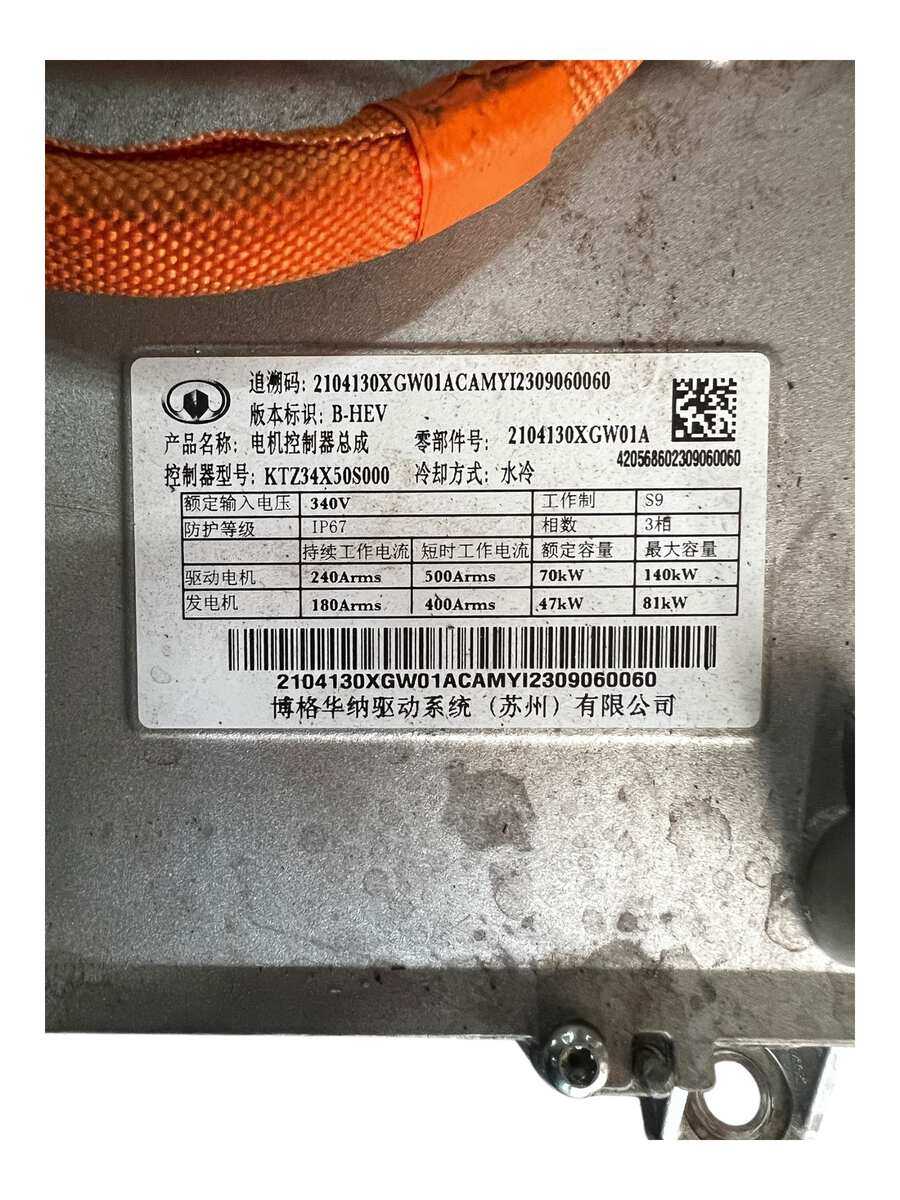 追溯码: 2104130XGW01ACAMYI2309060060
版本标识: B-HEV
产品名称: 电机控制器总成 零部件号: 2104130XGW01A
420568602309060060
控制器型号: KTZ34X50S000 冷却方式: 水冷
额定输入电压 340V 工作制 S9
防护等级 IP67 相数 3相
持续工作电流 短时工作电流 额定容量 最大容量
驱动电机 240Arms 500Arms 70kW 140kW
发电机 180Arms 400Arms 47kW 81kW
2104130XGW01ACAMYI2309060060
博格华纳驱动系统（苏州）有限公司